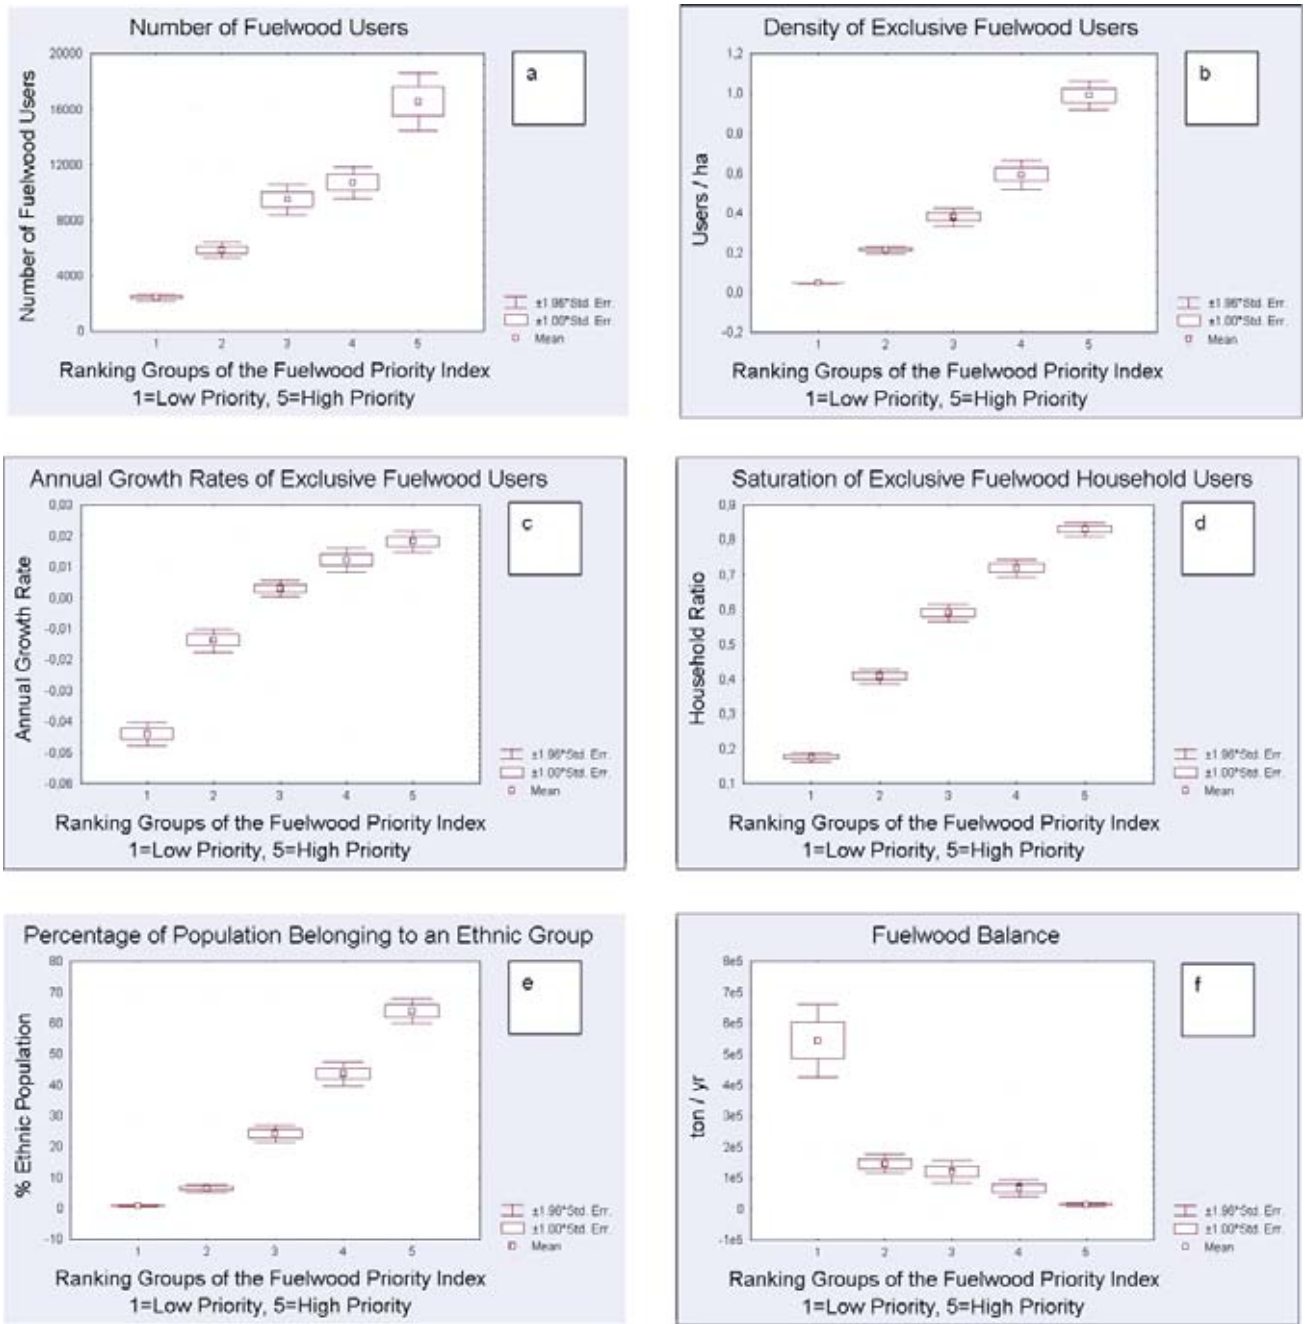 Number of Fuelwood Users
a
Number of Fuelwood Users
20000
16000
12000
8000
4000
0
1 2 3 4 5
±1.96*Std. Err.
±1.00*Std. Err.
Mean
Ranking Groups of the Fuelwood Priority Index
1=Low Priority, 5=High Priority
Density of Exclusive Fuelwood Users
b
Users / ha
1,2
1,0
0,8
0,6
0,4
0,2
0,0
-0,2
1 2 3 4 5
±1.96*Std. Err.
±1.00*Std. Err.
Mean
Ranking Groups of the Fuelwood Priority Index
1=Low Priority, 5=High Priority
Annual Growth Rates of Exclusive Fuelwood Users
c
Annual Growth Rate
0,03
0,02
0,01
0,00
-0,01
-0,02
-0,03
-0,04
-0,05
-0,06
1 2 3 4 5
±1.96*Std. Err.
±1.00*Std. Err.
Mean
Ranking Groups of the Fuelwood Priority Index
1=Low Priority, 5=High Priority
Saturation of Exclusive Fuelwood Household Users
d
Household Ratio
0,9
0,8
0,7
0,6
0,5
0,4
0,3
0,2
0,1
1 2 3 4 5
±1.96*Std. Err.
±1.00*Std. Err.
Mean
Ranking Groups of the Fuelwood Priority Index
1=Low Priority, 5=High Priority
Percentage of Population Belonging to an Ethnic Group
e
% Ethnic Population
80
70
60
50
40
30
20
10
0
-10
1 2 3 4 5
±1.96*Std. Err.
±1.00*Std. Err.
Mean
Ranking Groups of the Fuelwood Priority Index
1=Low Priority, 5=High Priority
Fuelwood Balance
f
ton / yr
8e5
7e5
6e5
5e5
4e5
3e5
2e5
1e5
0
-1e5
1 2 3 4 5
±1.96*Std. Err.
±1.00*Std. Err.
Mean
Ranking Groups of the Fuelwood Priority Index
1=Low Priority, 5=High Priority